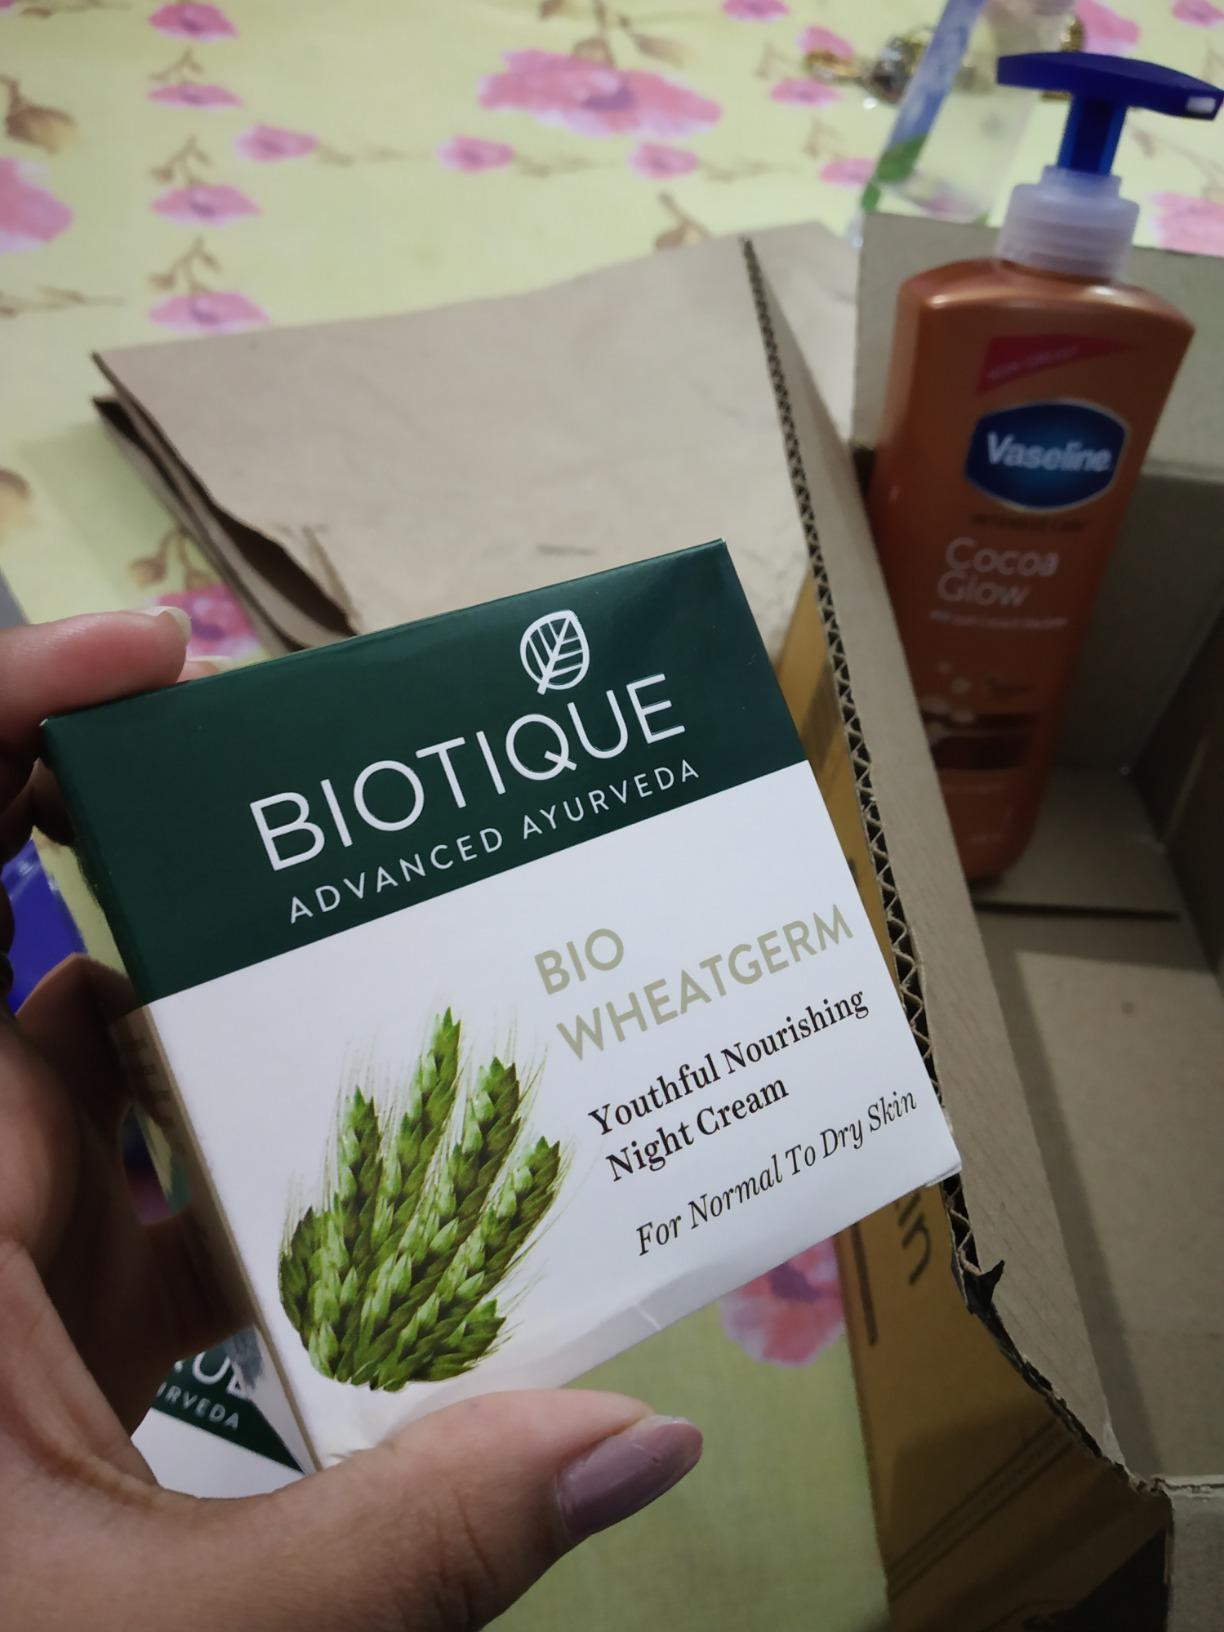 BIOTIQUE
ADVANCED AYURVEDA
BIO
WHEATGERM
Youthful Nourishing
Night Cream
For Normal To Dry Skin
Vaseline
Cocoa
Glow